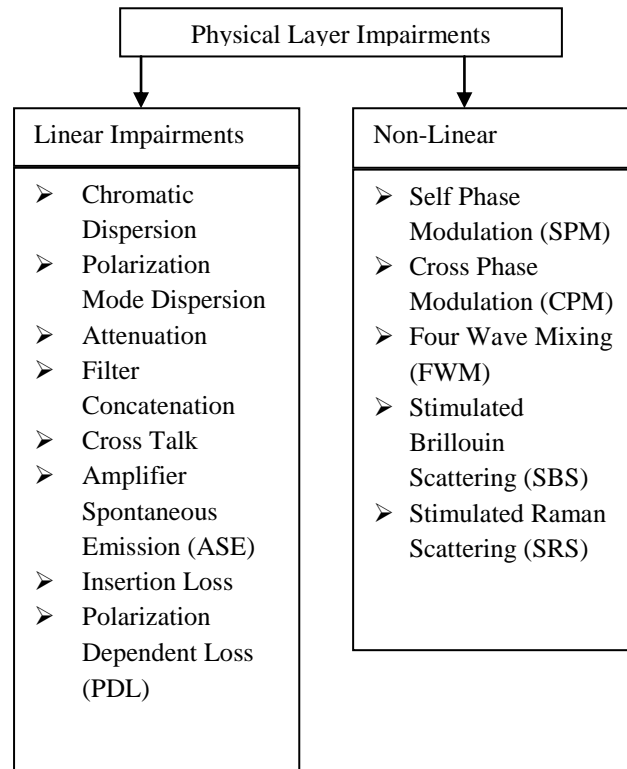 Physical Layer Impairments
Linear Impairments
➢ Chromatic
Dispersion
➢ Polarization
Mode Dispersion
➢ Attenuation
➢ Filter
Concatenation
➢ Cross Talk
➢ Amplifier
Spontaneous
Emission (ASE)
➢ Insertion Loss
➢ Polarization
Dependent Loss
(PDL)
Non-Linear
➢ Self Phase
Modulation (SPM)
➢ Cross Phase
Modulation (CPM)
➢ Four Wave Mixing
(FWM)
➢ Stimulated
Brillouin
Scattering (SBS)
➢ Stimulated Raman
Scattering (SRS)